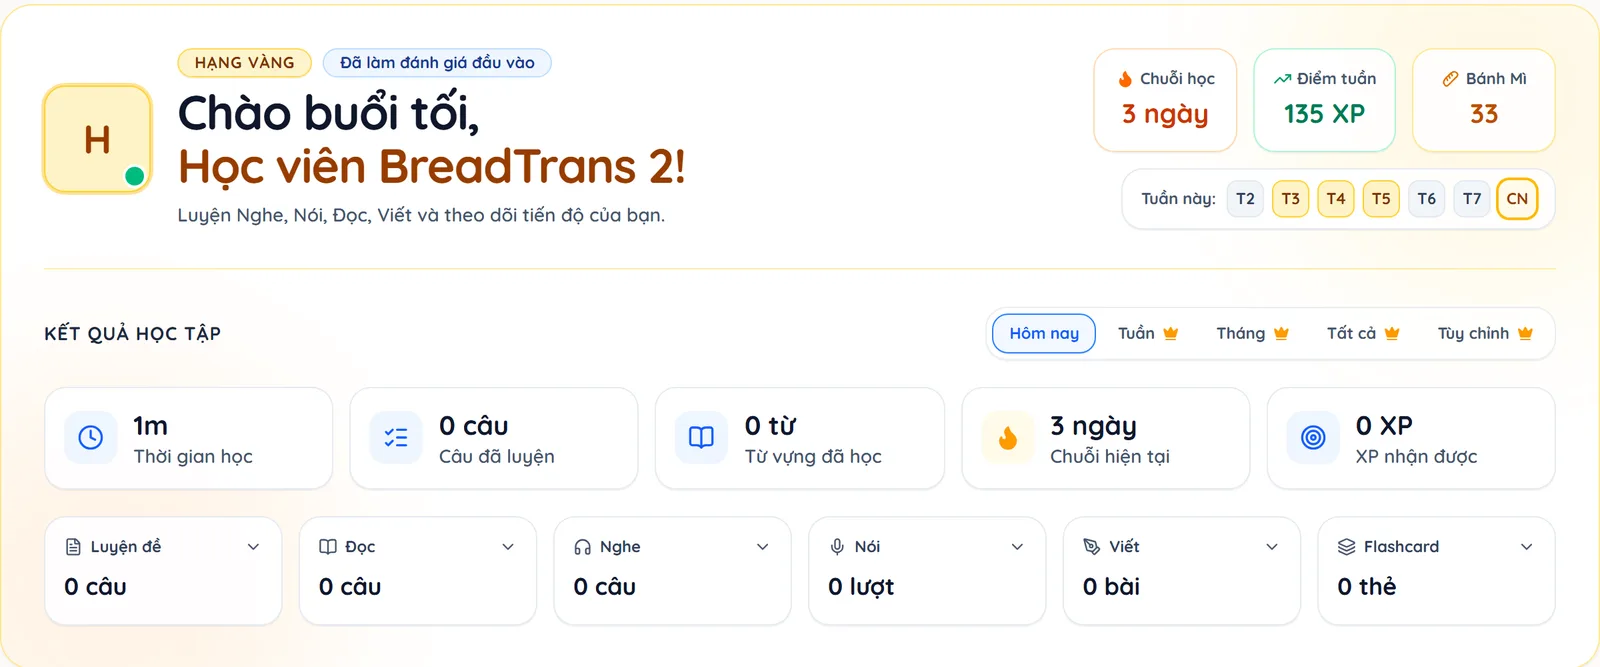 H
HẠNG VÀNG
Đã làm đánh giá đầu vào
Chào buổi tối,
Học viên BreadTrans 2!
Luyện Nghe, Nói, Đọc, Viết và theo dõi tiến độ của bạn.
Chuỗi học
3 ngày
Điểm tuần
135 XP
Bánh Mì
33
Tuần này: T2 T3 T4 T5 T6 T7 CN
KẾT QUẢ HỌC TẬP
Hôm nay Tuần Tháng Tất cả Tùy chỉnh
1m
Thời gian học
0 câu
Câu đã luyện
0 từ
Từ vựng đã học
3 ngày
Chuỗi hiện tại
0 XP
XP nhận được
Luyện đề
0 câu
Đọc
0 câu
Nghe
0 câu
Nói
0 lượt
Viết
0 bài
Flashcard
0 thẻ